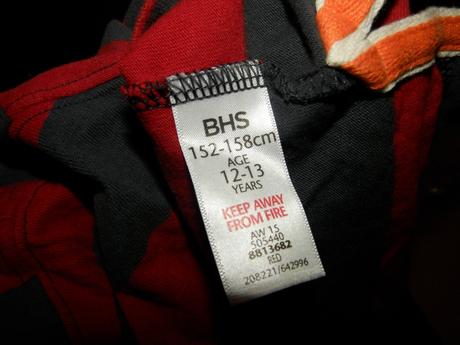 BHS
152-158cm
AGE
12-13
YEARS
KEEP AWAY
FROM FIRE
AW 15
505440
8813682
RED
208221/642996